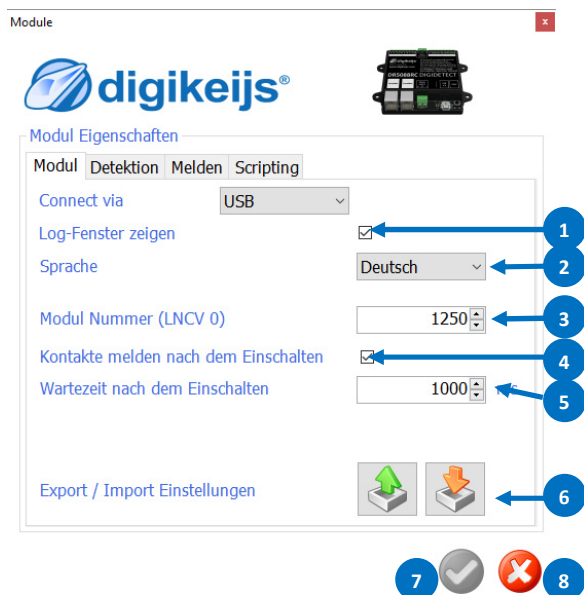 Module
x
digikeijs®
DR5088RC DIGIDETECT
Modul Eigenschaften
Modul Detektion Melden Scripting
Connect via USB
Log-Fenster zeigen 1
Sprache Deutsch 2
Modul Nummer (LNCV 0) 1250 3
Kontakte melden nach dem Einschalten 4
Wartezeit nach dem Einschalten 1000 5
Export / Import Einstellungen 6
7 8